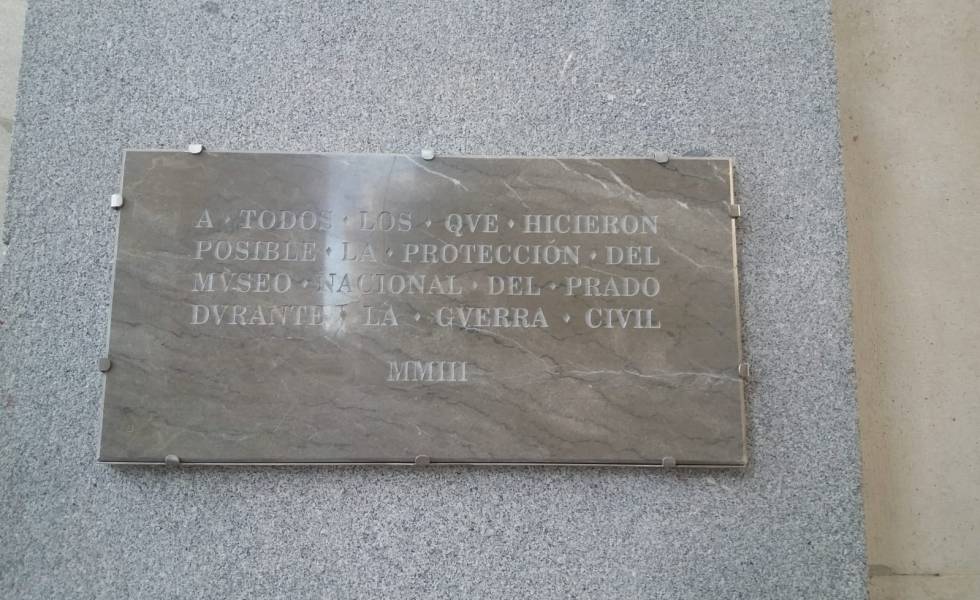 A · TODOS · LOS · QVE · HICIERON
POSIBLE · LA · PROTECCIÓN · DEL
MVSEO · NACIONAL · DEL · PRADO
DVRANTE · LA · GVERRA · CIVIL
MMIII